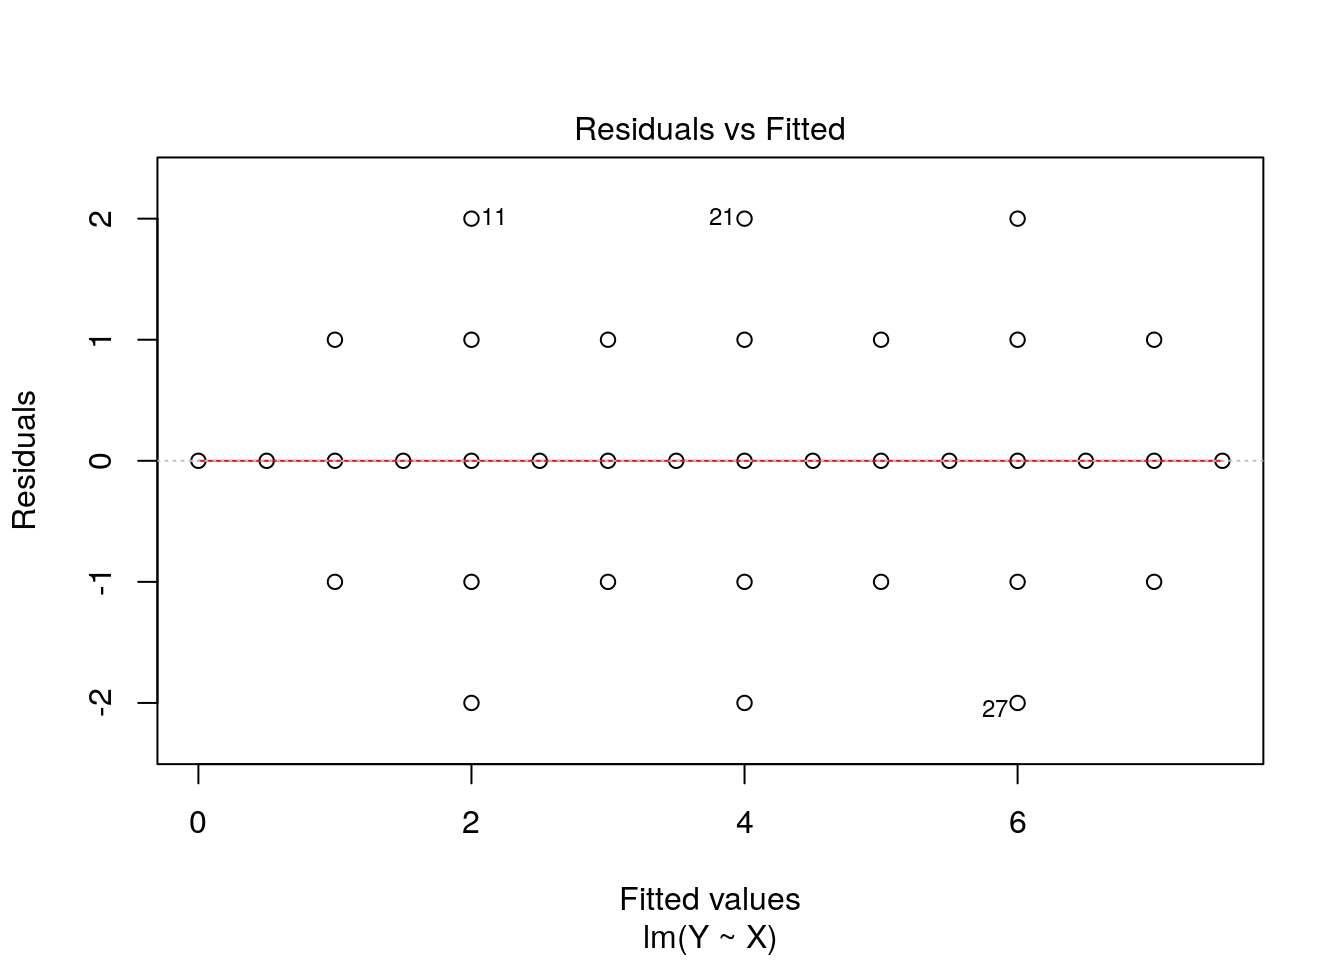 Residuals vs Fitted
2
1
0
-1
-2
Residuals
11
21
27
0 2 4 6
Fitted values
lm(Y ~ X)